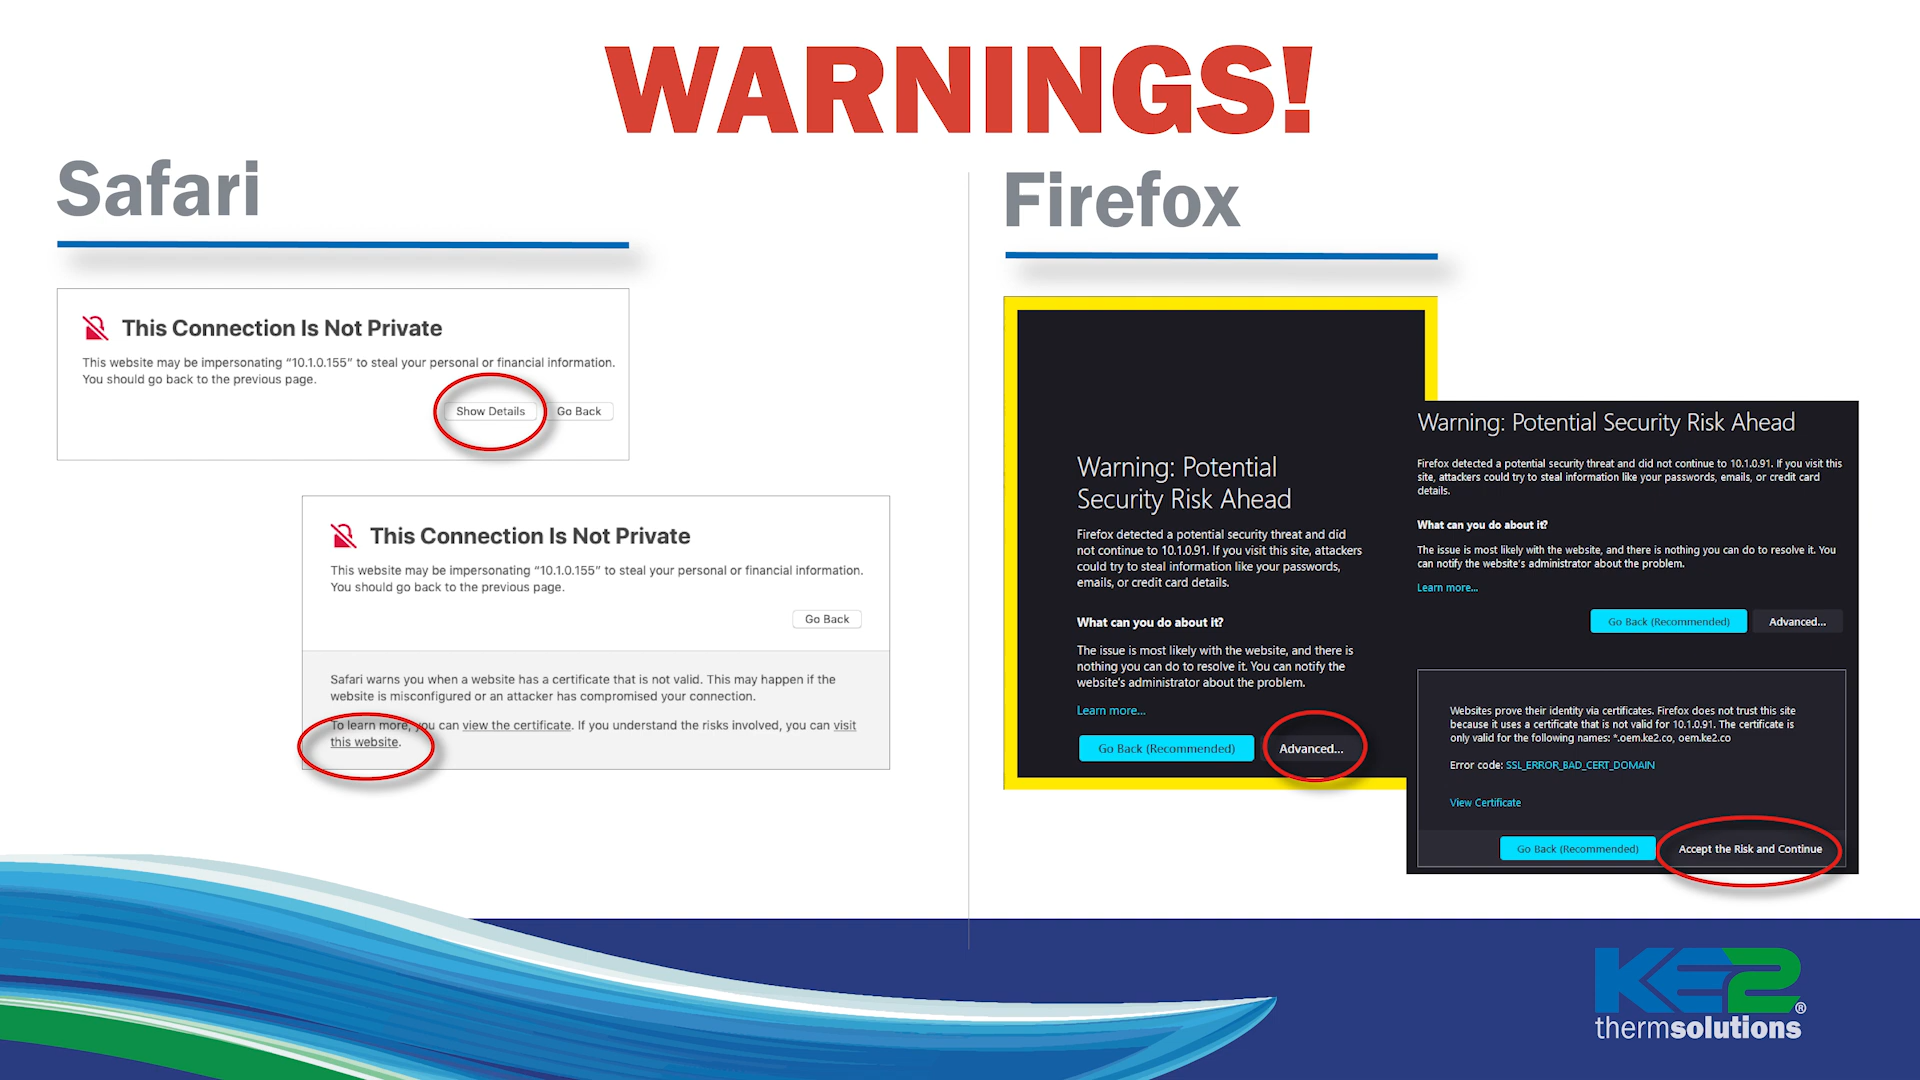 WARNINGS!
Safari
This Connection Is Not Private
This website may be impersonating “10.1.0.155” to steal your personal or financial information.
You should go back to the previous page.
Show Details
Go Back
This Connection Is Not Private
This website may be impersonating “10.1.0.155” to steal your personal or financial information.
You should go back to the previous page.
Go Back
Safari warns you when a website has a certificate that is not valid. This may happen if the
website is misconfigured or an attacker has compromised your connection.
To learn more, you can view the certificate. If you understand the risks involved, you can visit
this website.
Firefox
Warning: Potential
Security Risk Ahead
Firefox detected a potential security threat and did
not continue to 10.1.0.91. If you visit this site, attackers
could try to steal information like your passwords,
emails, or credit card details.
What can you do about it?
The issue is most likely with the website, and there is
nothing you can do to resolve it. You can notify the
website's administrator about the problem.
Learn more...
Go Back (Recommended)
Advanced...
Warning: Potential Security Risk Ahead
Firefox detected a potential security threat and did not continue to 10.1.0.91. If you visit this
site, attackers could try to steal information like your passwords, emails, or credit card
details.
What can you do about it?
The issue is most likely with the website, and there is nothing you can do to resolve it. You
can notify the website's administrator about the problem.
Learn more...
Go Back (Recommended)
Advanced...
Websites prove their identity via certificates. Firefox does not trust this site
because it uses a certificate that is not valid for 10.1.0.91. The certificate is
only valid for the following names: *.oem.ke2.co, oem.ke2.co
Error code: SSL_ERROR_BAD_CERT_DOMAIN
View Certificate
Go Back (Recommended)
Accept the Risk and Continue
KE2®
thermsolutions